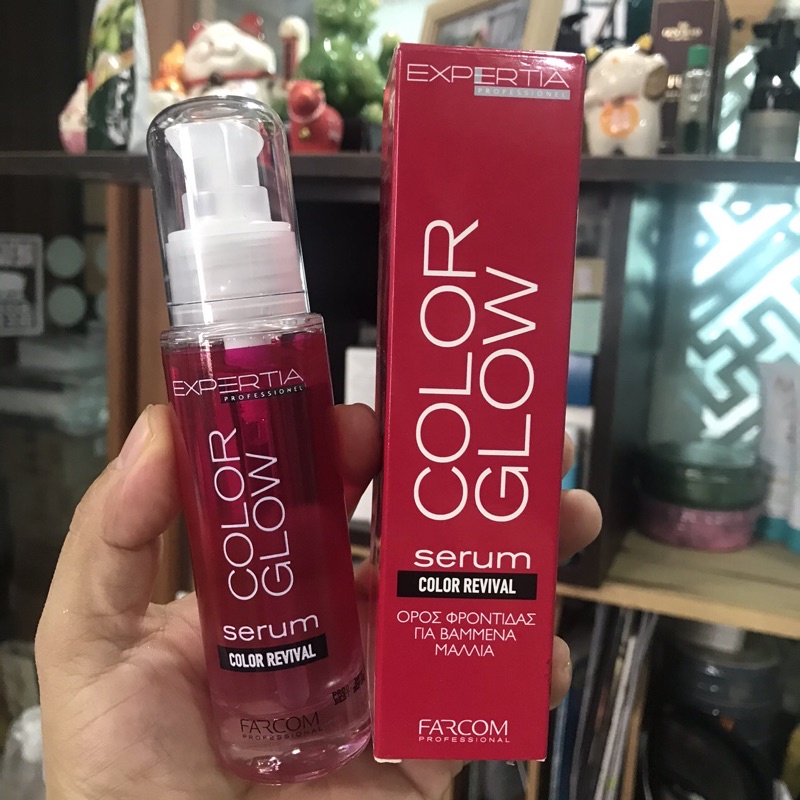 EXPERTIA
PROFESSIONEL
COLOR
GLOW
serum
COLOR REVIVAL
FARCOM
PROFESSIONAL
EXPERTIA
PROFESSIONEL
COLOR
GLOW
serum
COLOR REVIVAL
ΟΡΟΣ ΦΡΟΝΤΙΔΑΣ
ΓΙΑ ΒΑΜΜΕΝΑ
ΜΑΛΛΙΑ
FARCOM
PROFESSIONAL